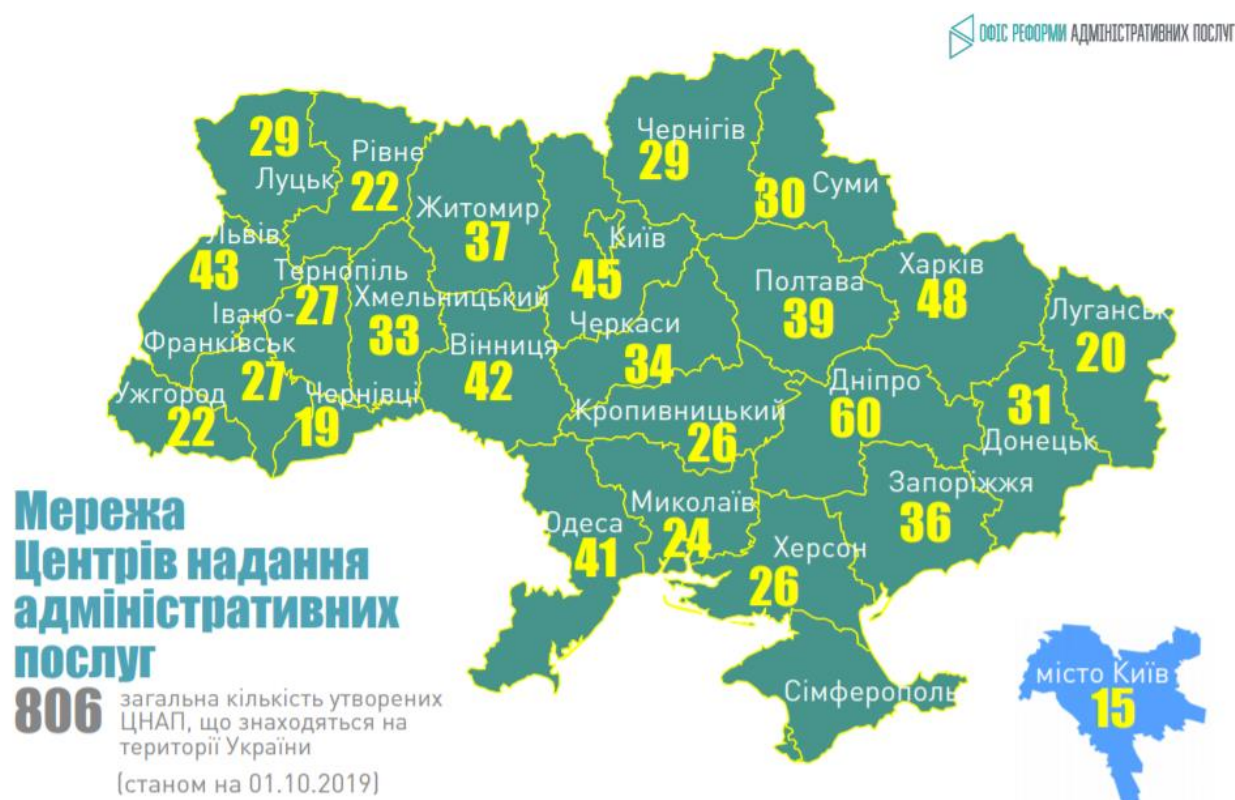 ОФІС РЕФОРМИ АДМІНІСТРАТИВНИХ ПОСЛУГ
Чернігів
29
29
Луцьк
Рівне
22
Житомир
37
30
Суми
Львів
43
Київ
45
Тернопіль
27
Хмельницький
33
Полтава
39
Харків
48
Луганськ
20
Івано-
Франківськ
27
Вінниця
42
Черкаси
34
Ужгород
22
Чернівці
19
Кропивницький
26
Дніпро
60
31
Донецьк
Запоріжжя
36
Миколаїв
24
Одеса
41
Херсон
26
Сімферополь
Мережа
Центрів надання
адміністративних
послуг
806
загальна кількість утворених
ЦНАП, що знаходяться на
території України
(станом на 01.10.2019)
місто Київ
15